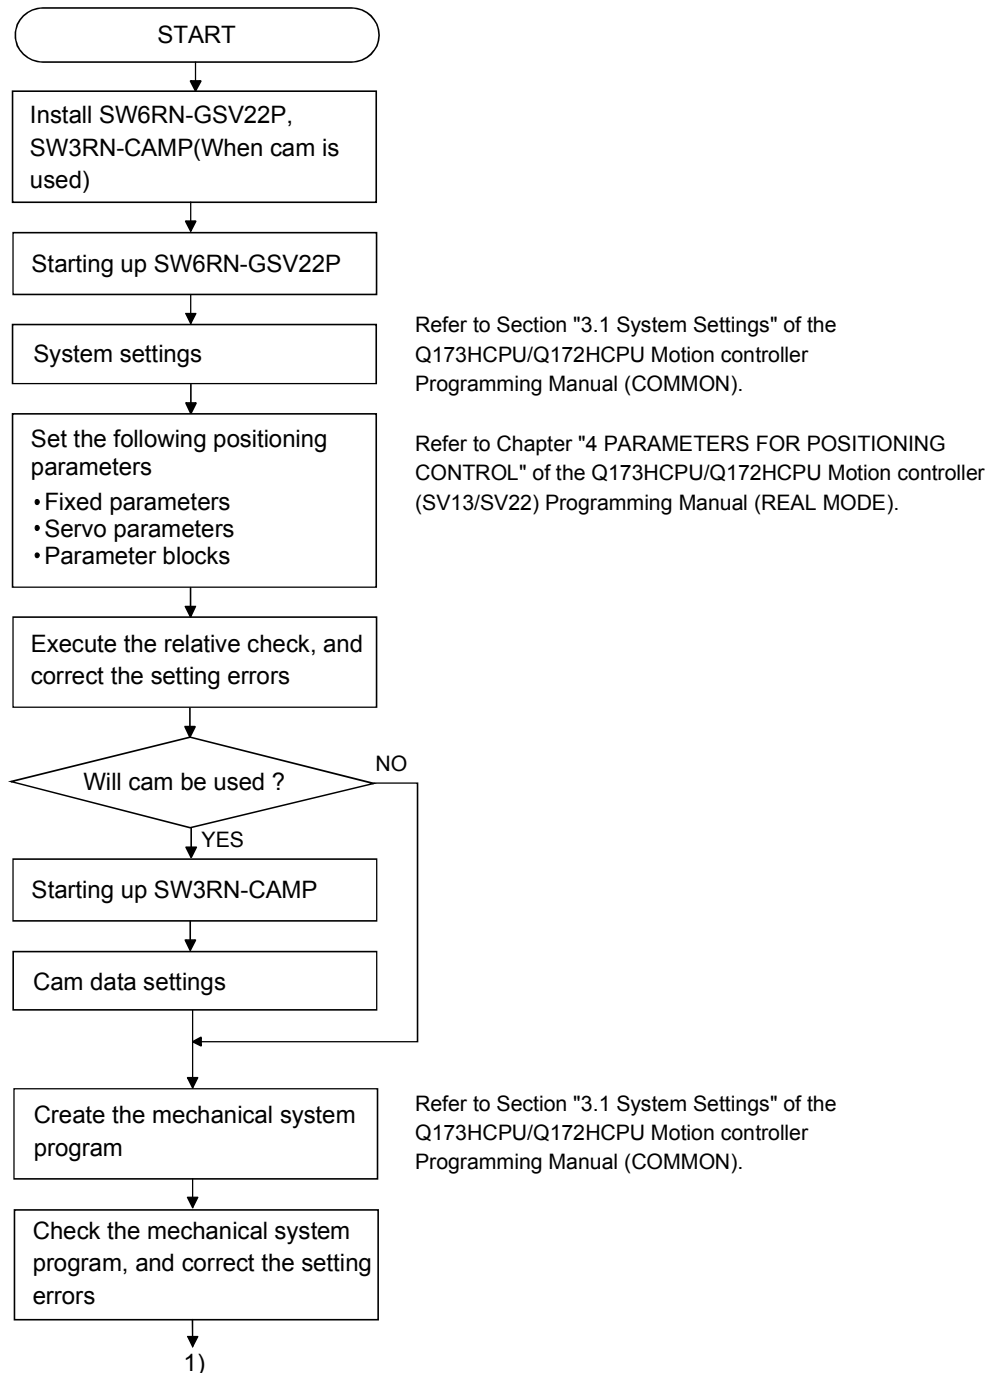 START
Install SW6RN-GSV22P,
SW3RN-CAMP(When cam is
used)
Starting up SW6RN-GSV22P
System settings
Refer to Section "3.1 System Settings" of the
Q173HCPU/Q172HCPU Motion controller
Programming Manual (COMMON).
Set the following positioning
parameters
• Fixed parameters
• Servo parameters
• Parameter blocks
Refer to Chapter "4 PARAMETERS FOR POSITIONING
CONTROL" of the Q173HCPU/Q172HCPU Motion controller
(SV13/SV22) Programming Manual (REAL MODE).
Execute the relative check, and
correct the setting errors
Will cam be used ?
NO
YES
Starting up SW3RN-CAMP
Cam data settings
Create the mechanical system
program
Refer to Section "3.1 System Settings" of the
Q173HCPU/Q172HCPU Motion controller
Programming Manual (COMMON).
Check the mechanical system
program, and correct the setting
errors
1)